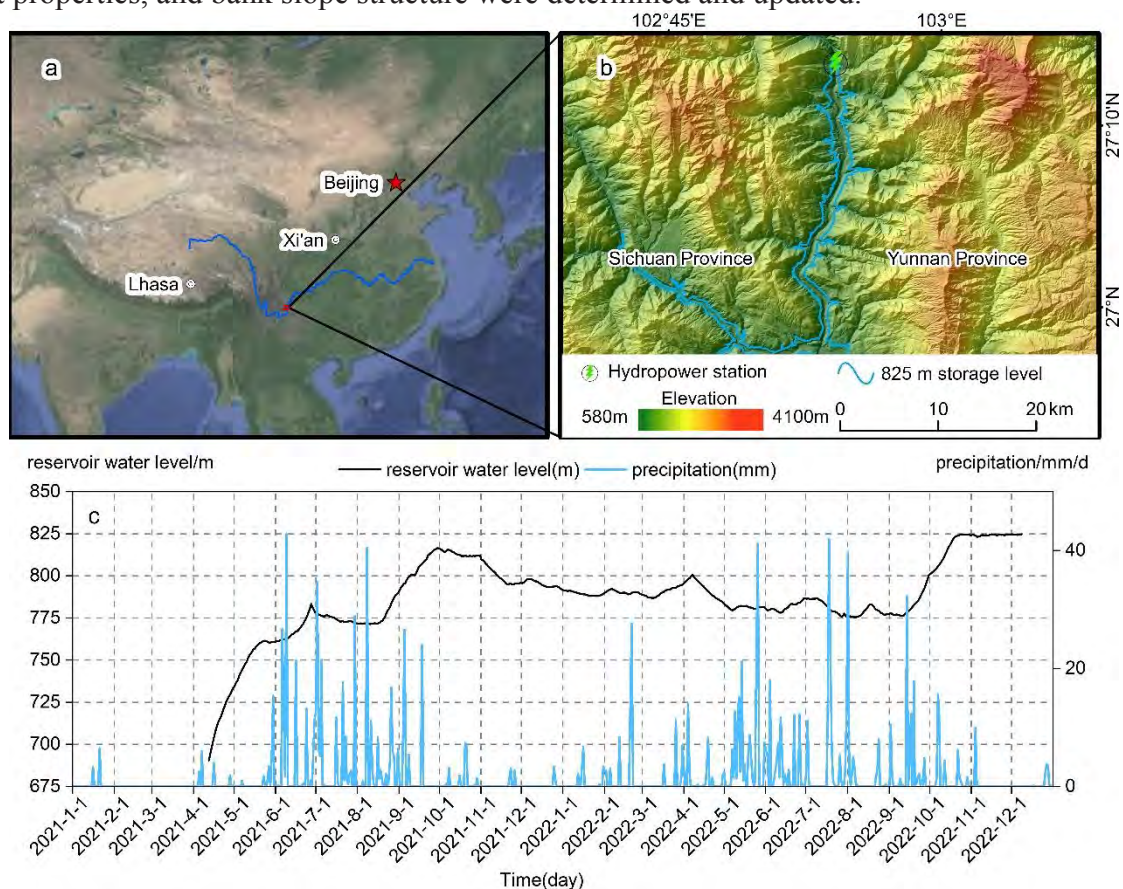 t properties, and bank slope structure were determined and updated.
a
Beijing
Xi'an
Lhasa
102°45'E
103°E
b
27°10'N
Sichuan Province
Yunnan Province
27°N
Hydropower station
825 m storage level
Elevation
580m
4100m
0
10
20 km
reservoir water level/m
reservoir water level(m)
precipitation(mm)
precipitation/mm/d
c
850
825
800
775
750
725
700
675
40
20
0
2021-1-1
2021-2-1
2021-3-1
2021-4-1
2021-5-1
2021-6-1
2021-7-1
2021-8-1
2021-9-1
2021-10-1
2021-11-1
2021-12-1
2022-1-1
2022-2-1
2022-3-1
2022-4-1
2022-5-1
2022-6-1
2022-7-1
2022-8-1
2022-9-1
2022-10-1
2022-11-1
2022-12-1
Time(day)